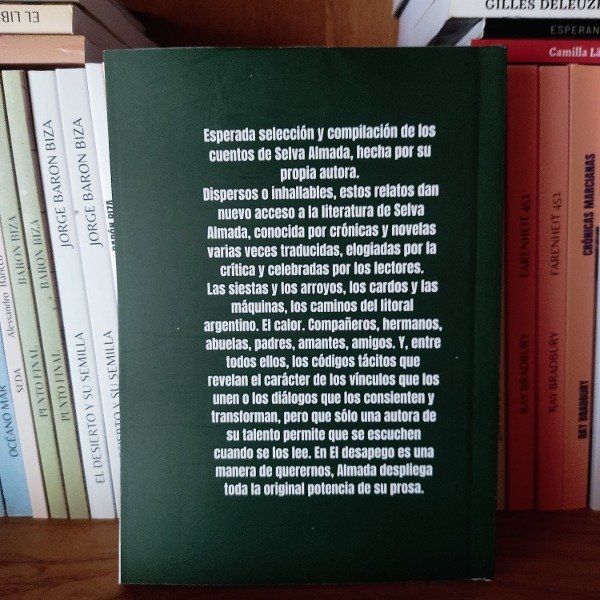 EL LIBRO
GILLES DELEUZE
ESPERAN
Camilla Lä
Esperada selección y compilación de los
cuentos de Selva Almada, hecha por su
propia autora.
Dispersos o inhallables, estos relatos dan
nuevo acceso a la literatura de Selva
Almada, conocida por crónicas y novelas
varias veces traducidas, elogiadas por la
crítica y celebradas por los lectores.
Las siestas y los arroyos, los cardos y las
máquinas, los caminos del litoral
argentino. El calor. Compañeros, hermanos,
abuelas, padres, amantes, amigos. Y, entre
todos ellos, los códigos tácitos que
revelan el carácter de los vínculos que los
unen o los diálogos que los consienten y
transforman, pero que sólo una autora de
su talento permite que se escuchen
cuando se los lee. En El desapego es una
manera de querernos, Almada despliega
toda la original potencia de su prosa.
OCÉANO MAR
SEDA Alessandro Baricco
PUNTO FINAL BARON BIZA
PUNTO FINAL BARON BIZA
EL DESIERTO Y SU SEMILLA JORGE BARON BIZA
Y SU SEMILLA JORGE BARON BIZA
BARON BIZA
RAY BRADBURY FARENHEIT 451
RAY BRADBURY FARENHEIT 451
RAY BRADBURY CRÓNICAS MARCIANAS